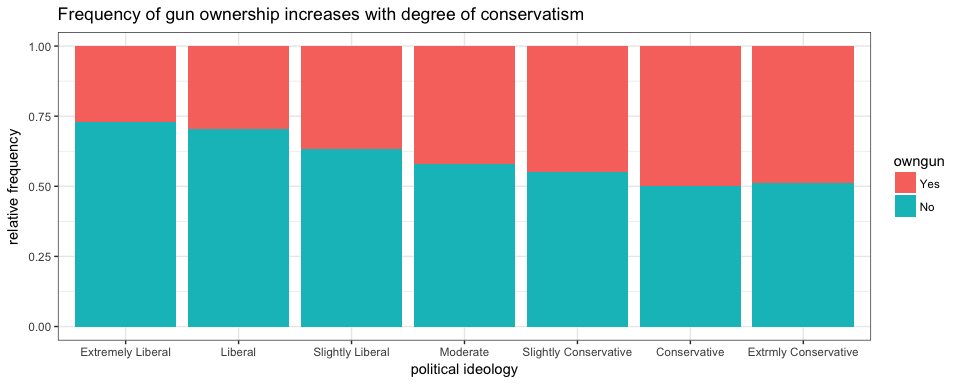 Frequency of gun ownership increases with degree of conservatism
1.00
0.75
0.50
0.25
0.00
relative frequency
Extremely Liberal
Liberal
Slightly Liberal
Moderate
Slightly Conservative
Conservative
Extrmly Conservative
political ideology
owngun
Yes
No